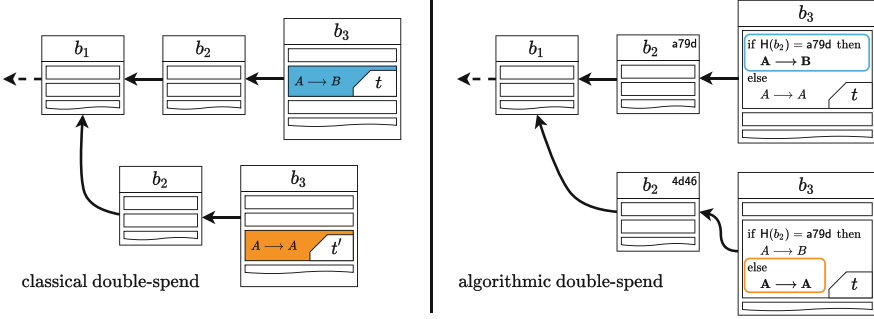 b₁
b₂
b₃
A ⟶ B
t
b₂
b₃
A ⟶ A
t′
classical double-spend
b₁
b₂
a79d
b₃
if H(b₂) = a79d then
A ⟶ B
else
A ⟶ A
t
b₂
4d46
b₃
if H(b₂) = a79d then
A ⟶ B
else
A ⟶ A
t
algorithmic double-spend